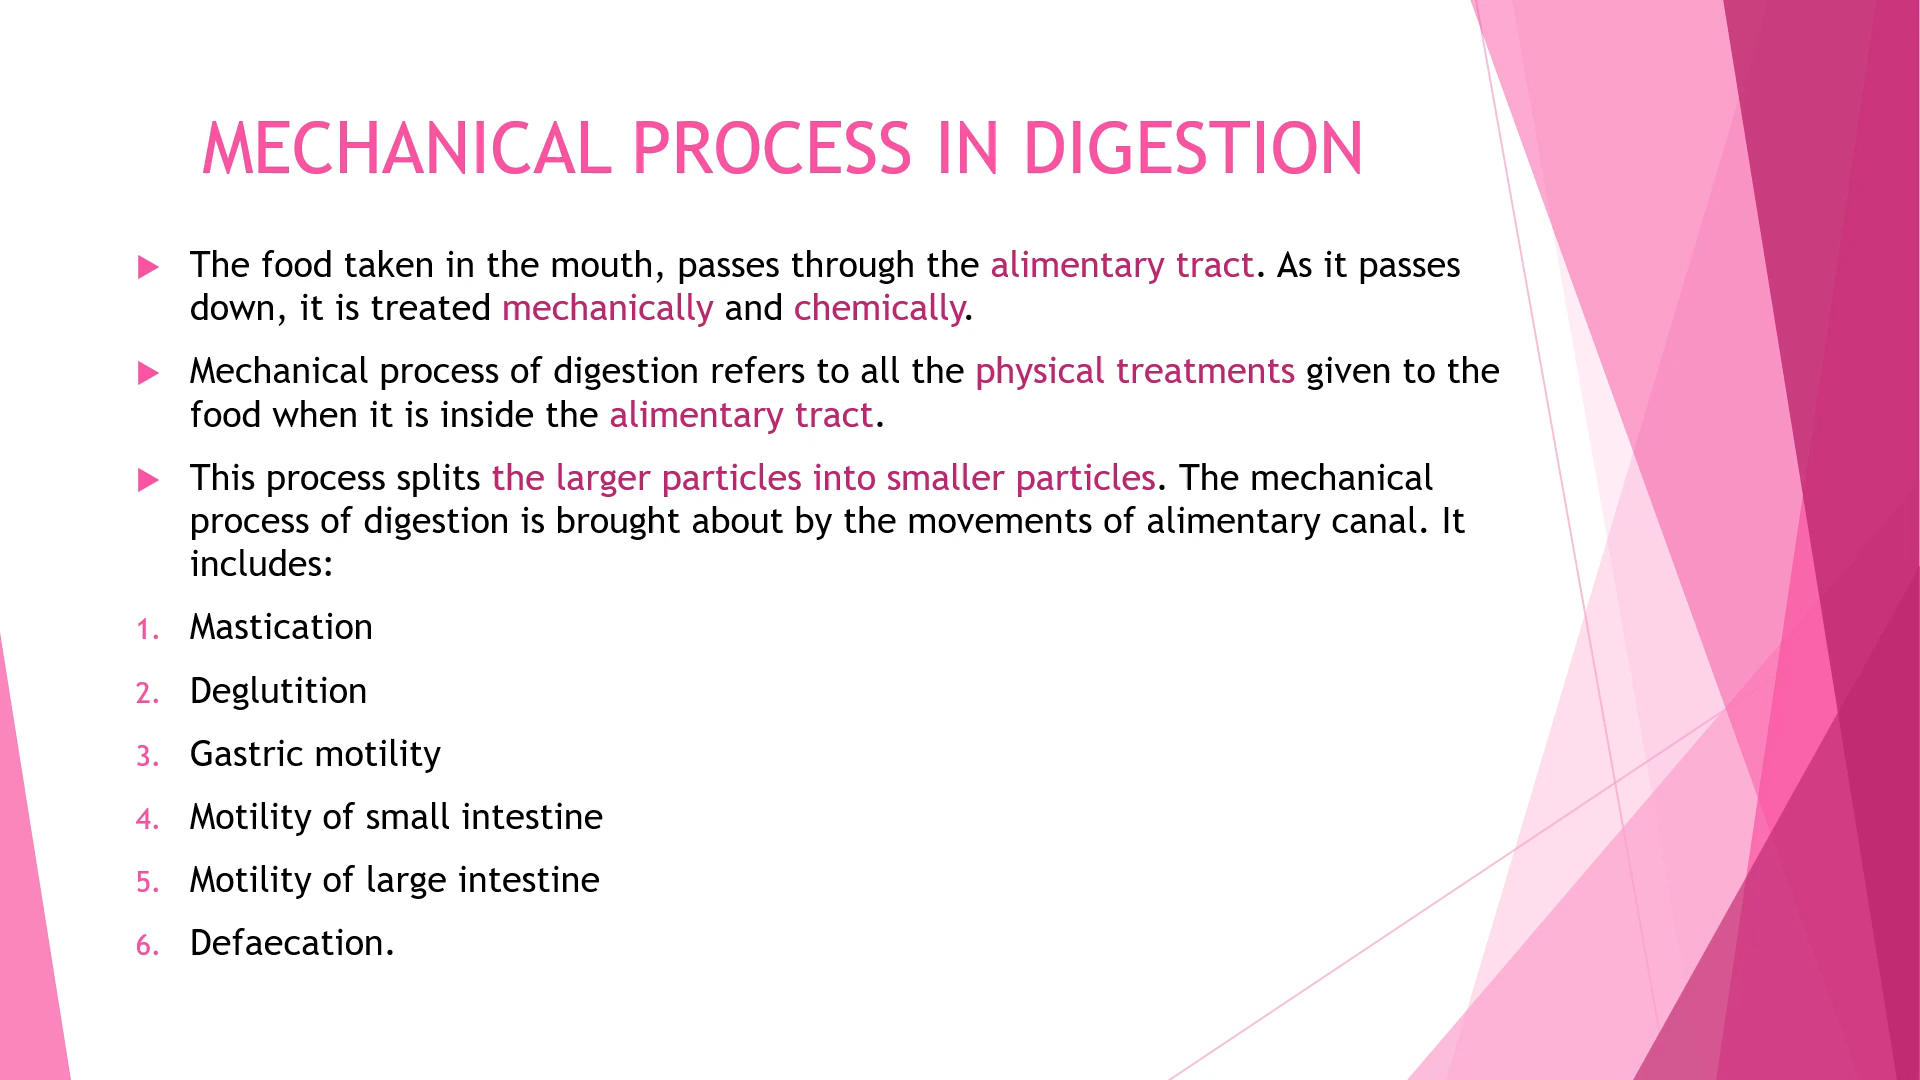 MECHANICAL PROCESS IN DIGESTION
The food taken in the mouth, passes through the alimentary tract. As it passes
down, it is treated mechanically and chemically.
Mechanical process of digestion refers to all the physical treatments given to the
food when it is inside the alimentary tract.
This process splits the larger particles into smaller particles. The mechanical
process of digestion is brought about by the movements of alimentary canal. It
includes:
1. Mastication
2. Deglutition
3. Gastric motility
4. Motility of small intestine
5. Motility of large intestine
6. Defaecation.